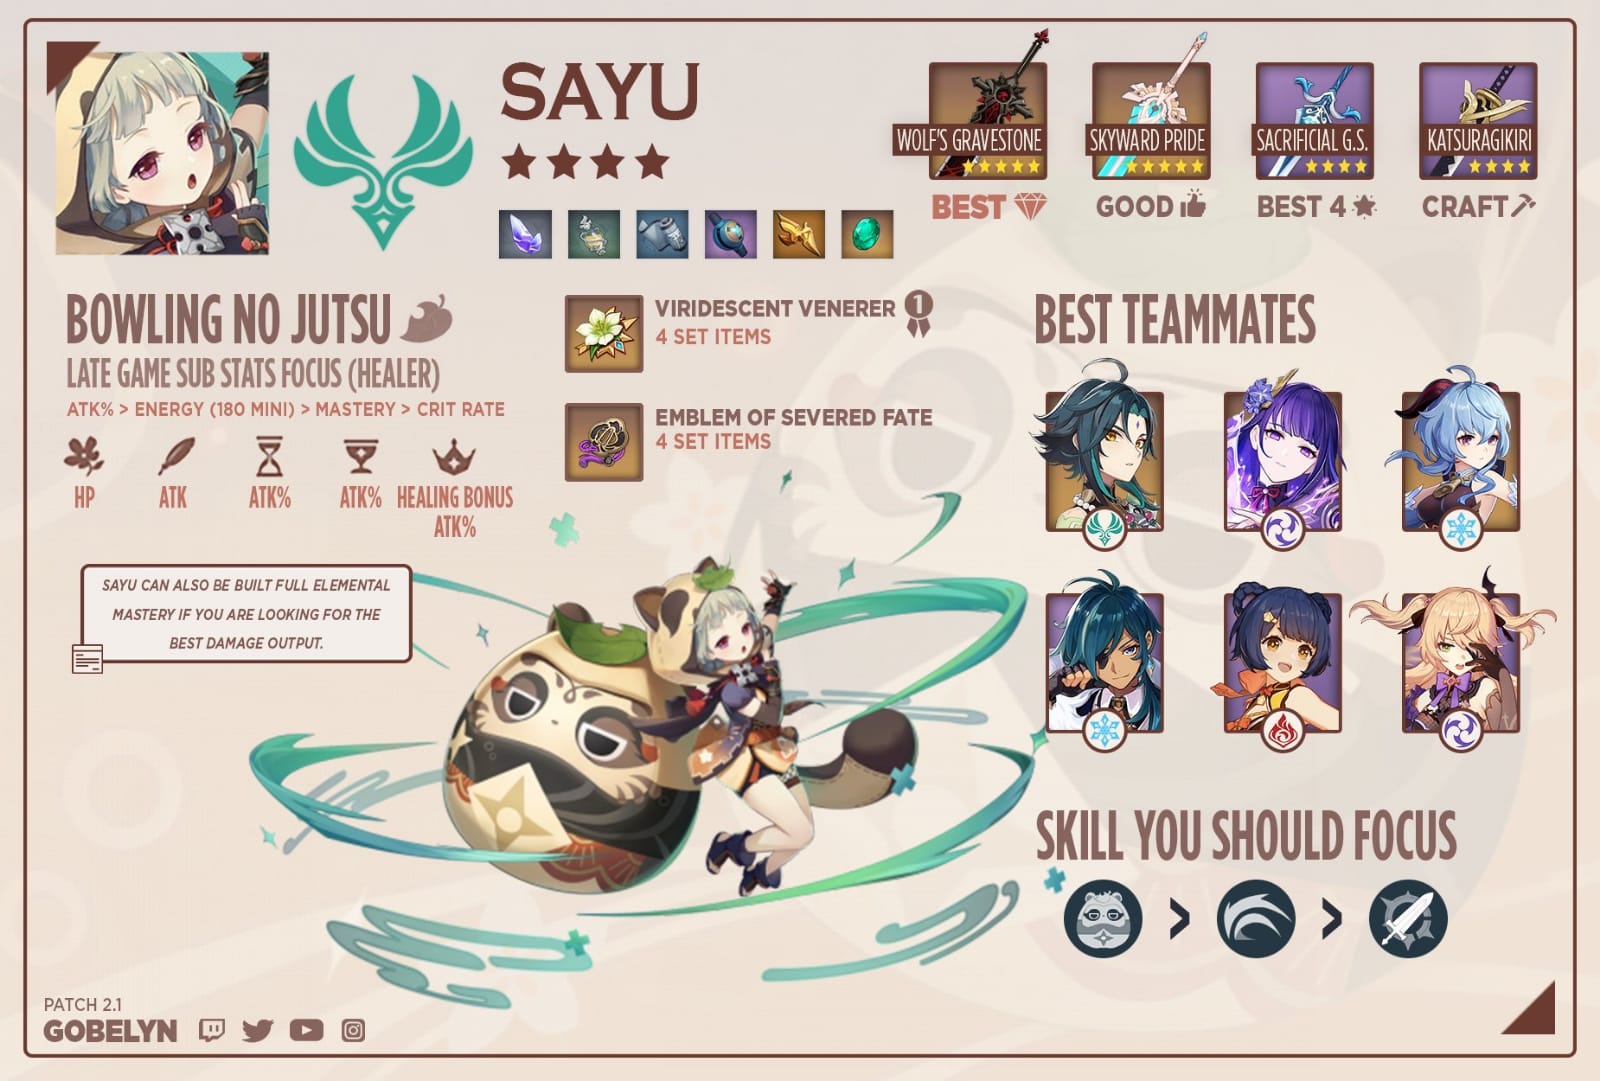 SAYU
WOLF'S GRAVESTONE
BEST
SKYWARD PRIDE
GOOD
SACRIFICIAL G.S.
BEST 4
KATSURAGIKIRI
CRAFT
BOWLING NO JUTSU
LATE GAME SUB STATS FOCUS (HEALER)
ATK% > ENERGY (180 MINI) > MASTERY > CRIT RATE
HP
ATK
ATK%
ATK%
HEALING BONUS
ATK%
SAYU CAN ALSO BE BUILT FULL ELEMENTAL
MASTERY IF YOU ARE LOOKING FOR THE
BEST DAMAGE OUTPUT.
VIRIDESCENT VENERER 1
4 SET ITEMS
EMBLEM OF SEVERED FATE
4 SET ITEMS
BEST TEAMMATES
SKILL YOU SHOULD FOCUS
> >
PATCH 2.1
GOBELYN